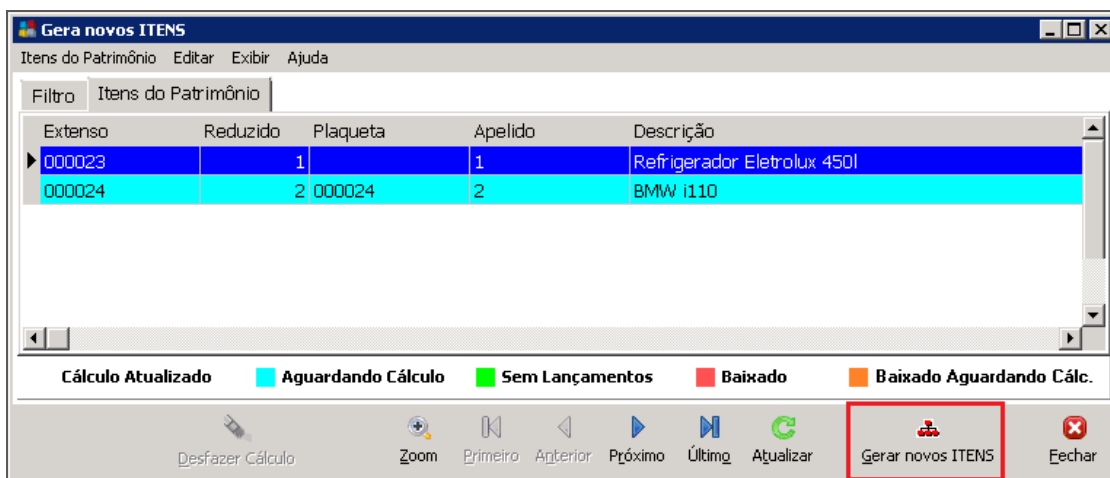 Gera novos ITENS
Itens do Patrimônio Editar Exibir Ajuda
Filtro Itens do Patrimônio
Extenso Reduzido Plaqueta Apelido Descrição
000023 1 1 Refrigerador Eletrolux 450l
000024 2 000024 2 BMW i110
Cálculo Atualizado Aguardando Cálculo Sem Lançamentos Baixado Baixado Aguardando Cálc.
Desfazer Cálculo Zoom Primeiro Anterior Próximo Último Atualizar Gerar novos ITENS Fechar